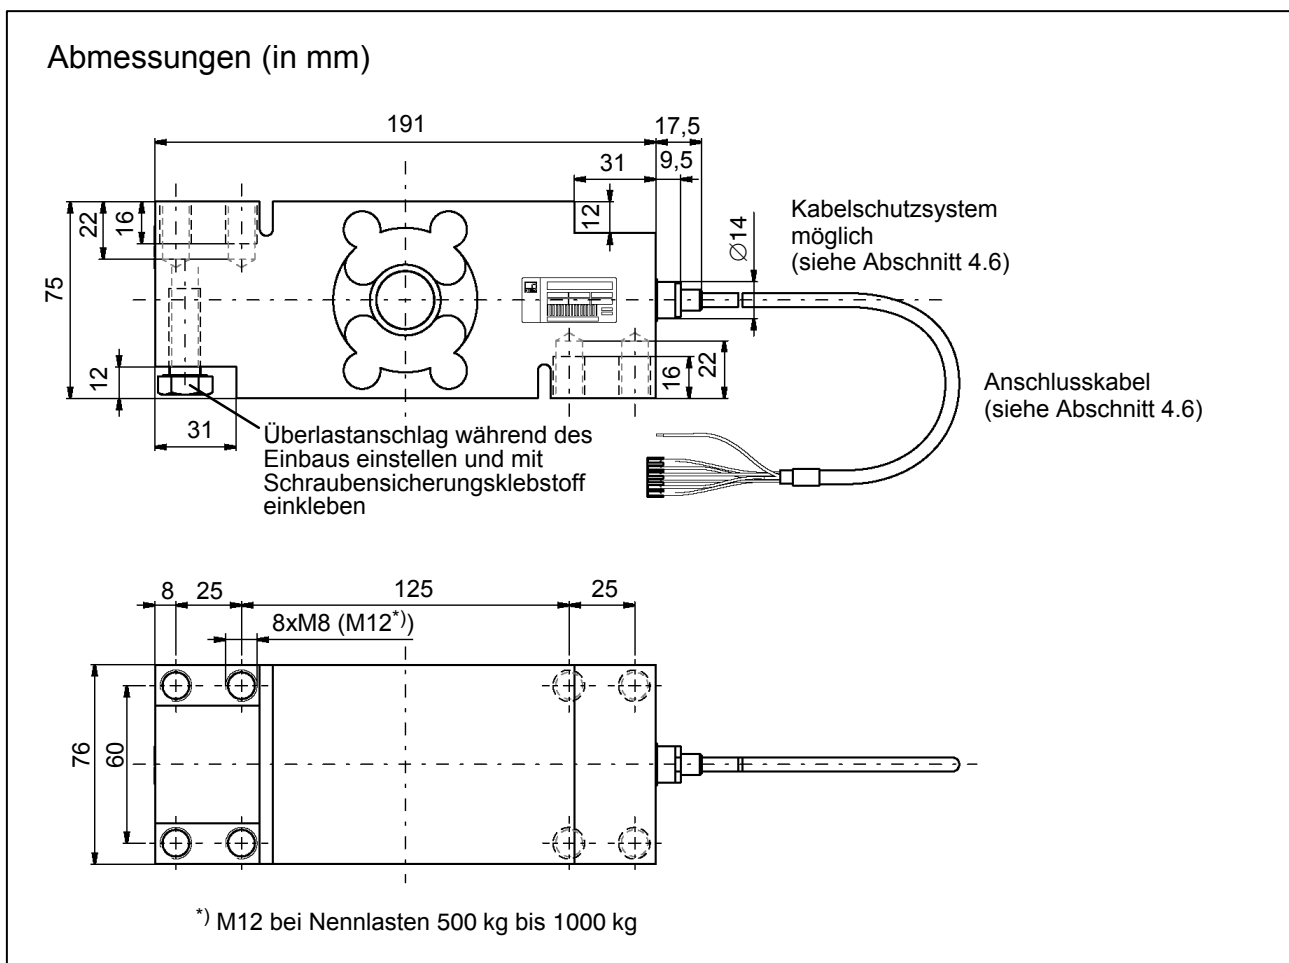 Abmessungen (in mm)
191
17,5
31
9,5
12
22
16
75
12
31
Ø14
Kabelschutzsystem
möglich
(siehe Abschnitt 4.6)
16
22
Anschlusskabel
(siehe Abschnitt 4.6)
Überlastanschlag während des
Einbaus einstellen und mit
Schraubensicherungsklebstoff
einkleben
8
25
125
25
8xM8 (M12*))
76
60
*) M12 bei Nennlasten 500 kg bis 1000 kg